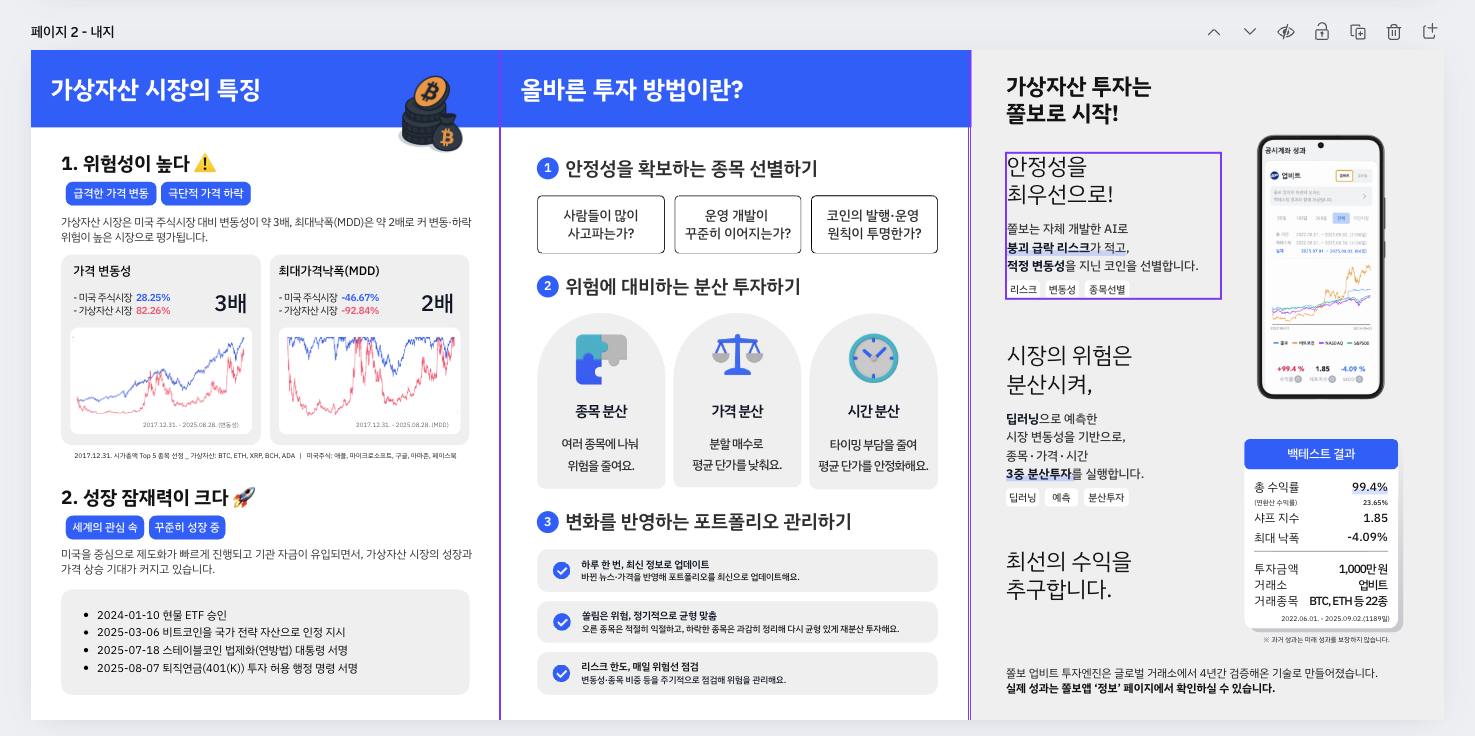 페이지 2 - 내지
가상자산 시장의 특징
1. 위험성이 높다
급격한 가격 변동
극단적 가격 하락
가상자산 시장은 미국 주식시장 대비 변동성이 약 3배, 최대낙폭(MDD)은 약 2배로 커 변동·하락
위험이 높은 시장으로 평가됩니다.
가격 변동성
- 미국 주식시장 28.25%
- 가상자산 시장 82.26%
3배
2017.12.31. - 2025.08.28. (변동성)
최대가격낙폭(MDD)
- 미국 주식시장 -46.67%
- 가상자산 시장 -92.84%
2배
2017.12.31. - 2025.08.28. (MDD)
2017.12.31. 시가총액 Top 5 종목 선정 _ 가상자산: BTC, ETH, XRP, BCH, ADA | 미국주식: 애플, 마이크로소프트, 구글, 아마존, 페이스북
2. 성장 잠재력이 크다
세계의 관심 속
꾸준히 성장 중
미국을 중심으로 제도화가 빠르게 진행되고 기관 자금이 유입되면서, 가상자산 시장의 성장과
가격 상승 기대가 커지고 있습니다.
• 2024-01-10 현물 ETF 승인
• 2025-03-06 비트코인을 국가 전략 자산으로 인정 지시
• 2025-07-18 스테이블코인 법제화(연방법) 대통령 서명
• 2025-08-07 퇴직연금(401(K)) 투자 허용 행정 명령 서명
올바른 투자 방법이란?
1 안정성을 확보하는 종목 선별하기
사람들이 많이
사고파는가?
운영 개발이
꾸준히 이어지는가?
코인의 발행·운영
원칙이 투명한가?
2 위험에 대비하는 분산 투자하기
종목 분산
여러 종목에 나눠
위험을 줄여요.
가격 분산
분할 매수로
평균 단가를 낮춰요.
시간 분산
타이밍 부담을 줄여
평균 단가를 안정화해요.
3 변화를 반영하는 포트폴리오 관리하기
하루 한 번, 최신 정보로 업데이트
바뀐 뉴스·가격을 반영해 포트폴리오를 최신으로 업데이트해요.
쏠림은 위험, 정기적으로 균형 맞춤
오른 종목은 적절히 익절하고, 하락한 종목은 과감히 정리해 다시 균형 있게 재분산 투자해요.
리스크 한도, 매일 위험선 점검
변동성·종목 비중 등을 주기적으로 점검해 위험을 관리해요.
가상자산 투자는
쫄보로 시작!
안정성을
최우선으로!
쫄보는 자체 개발한 AI로
붕괴 급락 리스크가 적고,
적정 변동성을 지닌 코인을 선별합니다.
리스크
변동성
종목선별
시장의 위험은
분산시켜,
딥러닝으로 예측한
시장 변동성을 기반으로,
종목·가격·시간
3중 분산투자를 실행합니다.
딥러닝
예측
분산투자
최선의 수익을
추구합니다.
공시계좌 성과
업비트
NASDAQ
S&P500
+99.4 %
1.85
-4.09 %
백테스트 결과
총 수익률 99.4%
(연환산 수익률) 23.65%
샤프 지수 1.85
최대 낙폭 -4.09%
투자금액 1,000만 원
거래소 업비트
거래종목 BTC, ETH 등 22종
2022.06.01. - 2025.09.02.(1189일)
※ 과거 성과는 미래 성과를 보장하지 않습니다.
쫄보 업비트 투자엔진은 글로벌 거래소에서 4년간 검증해온 기술로 만들어졌습니다.
실제 성과는 쫄보앱 ‘정보’ 페이지에서 확인하실 수 있습니다.